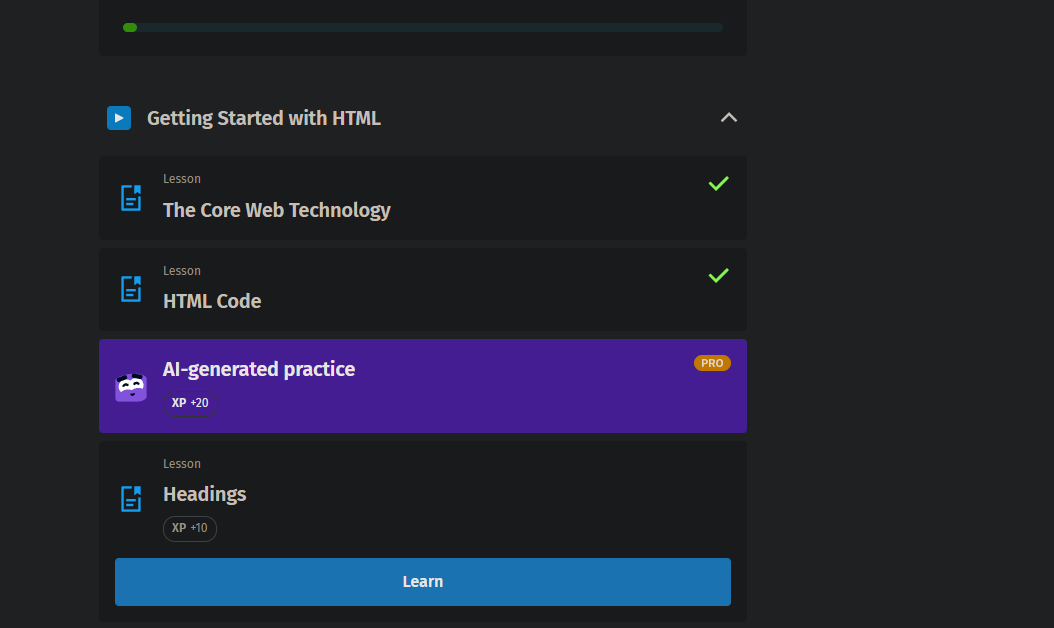 Getting Started with HTML
Lesson
The Core Web Technology
Lesson
HTML Code
AI-generated practice
PRO
XP +20
Lesson
Headings
XP +10
Learn